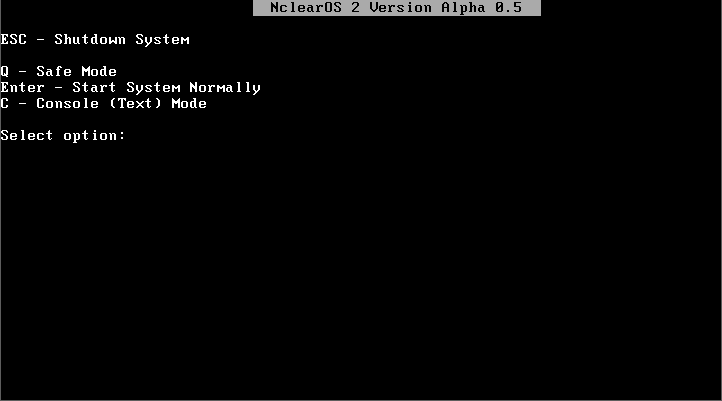 NclearOS 2 Version Alpha 0.5
ESC - Shutdown System
Q - Safe Mode
Enter - Start System Normally
C - Console (Text) Mode
Select option: